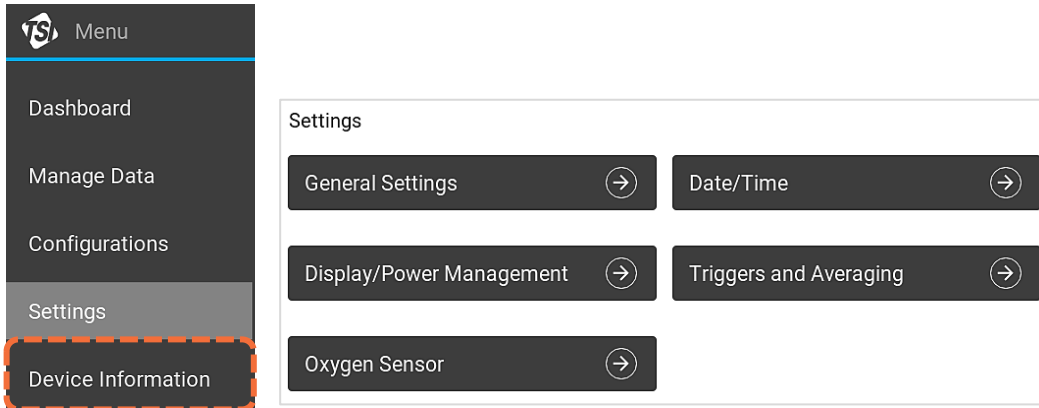 TSI Menu
Dashboard
Manage Data
Configurations
Settings
Device Information
Settings
General Settings
Date/Time
Display/Power Management
Triggers and Averaging
Oxygen Sensor